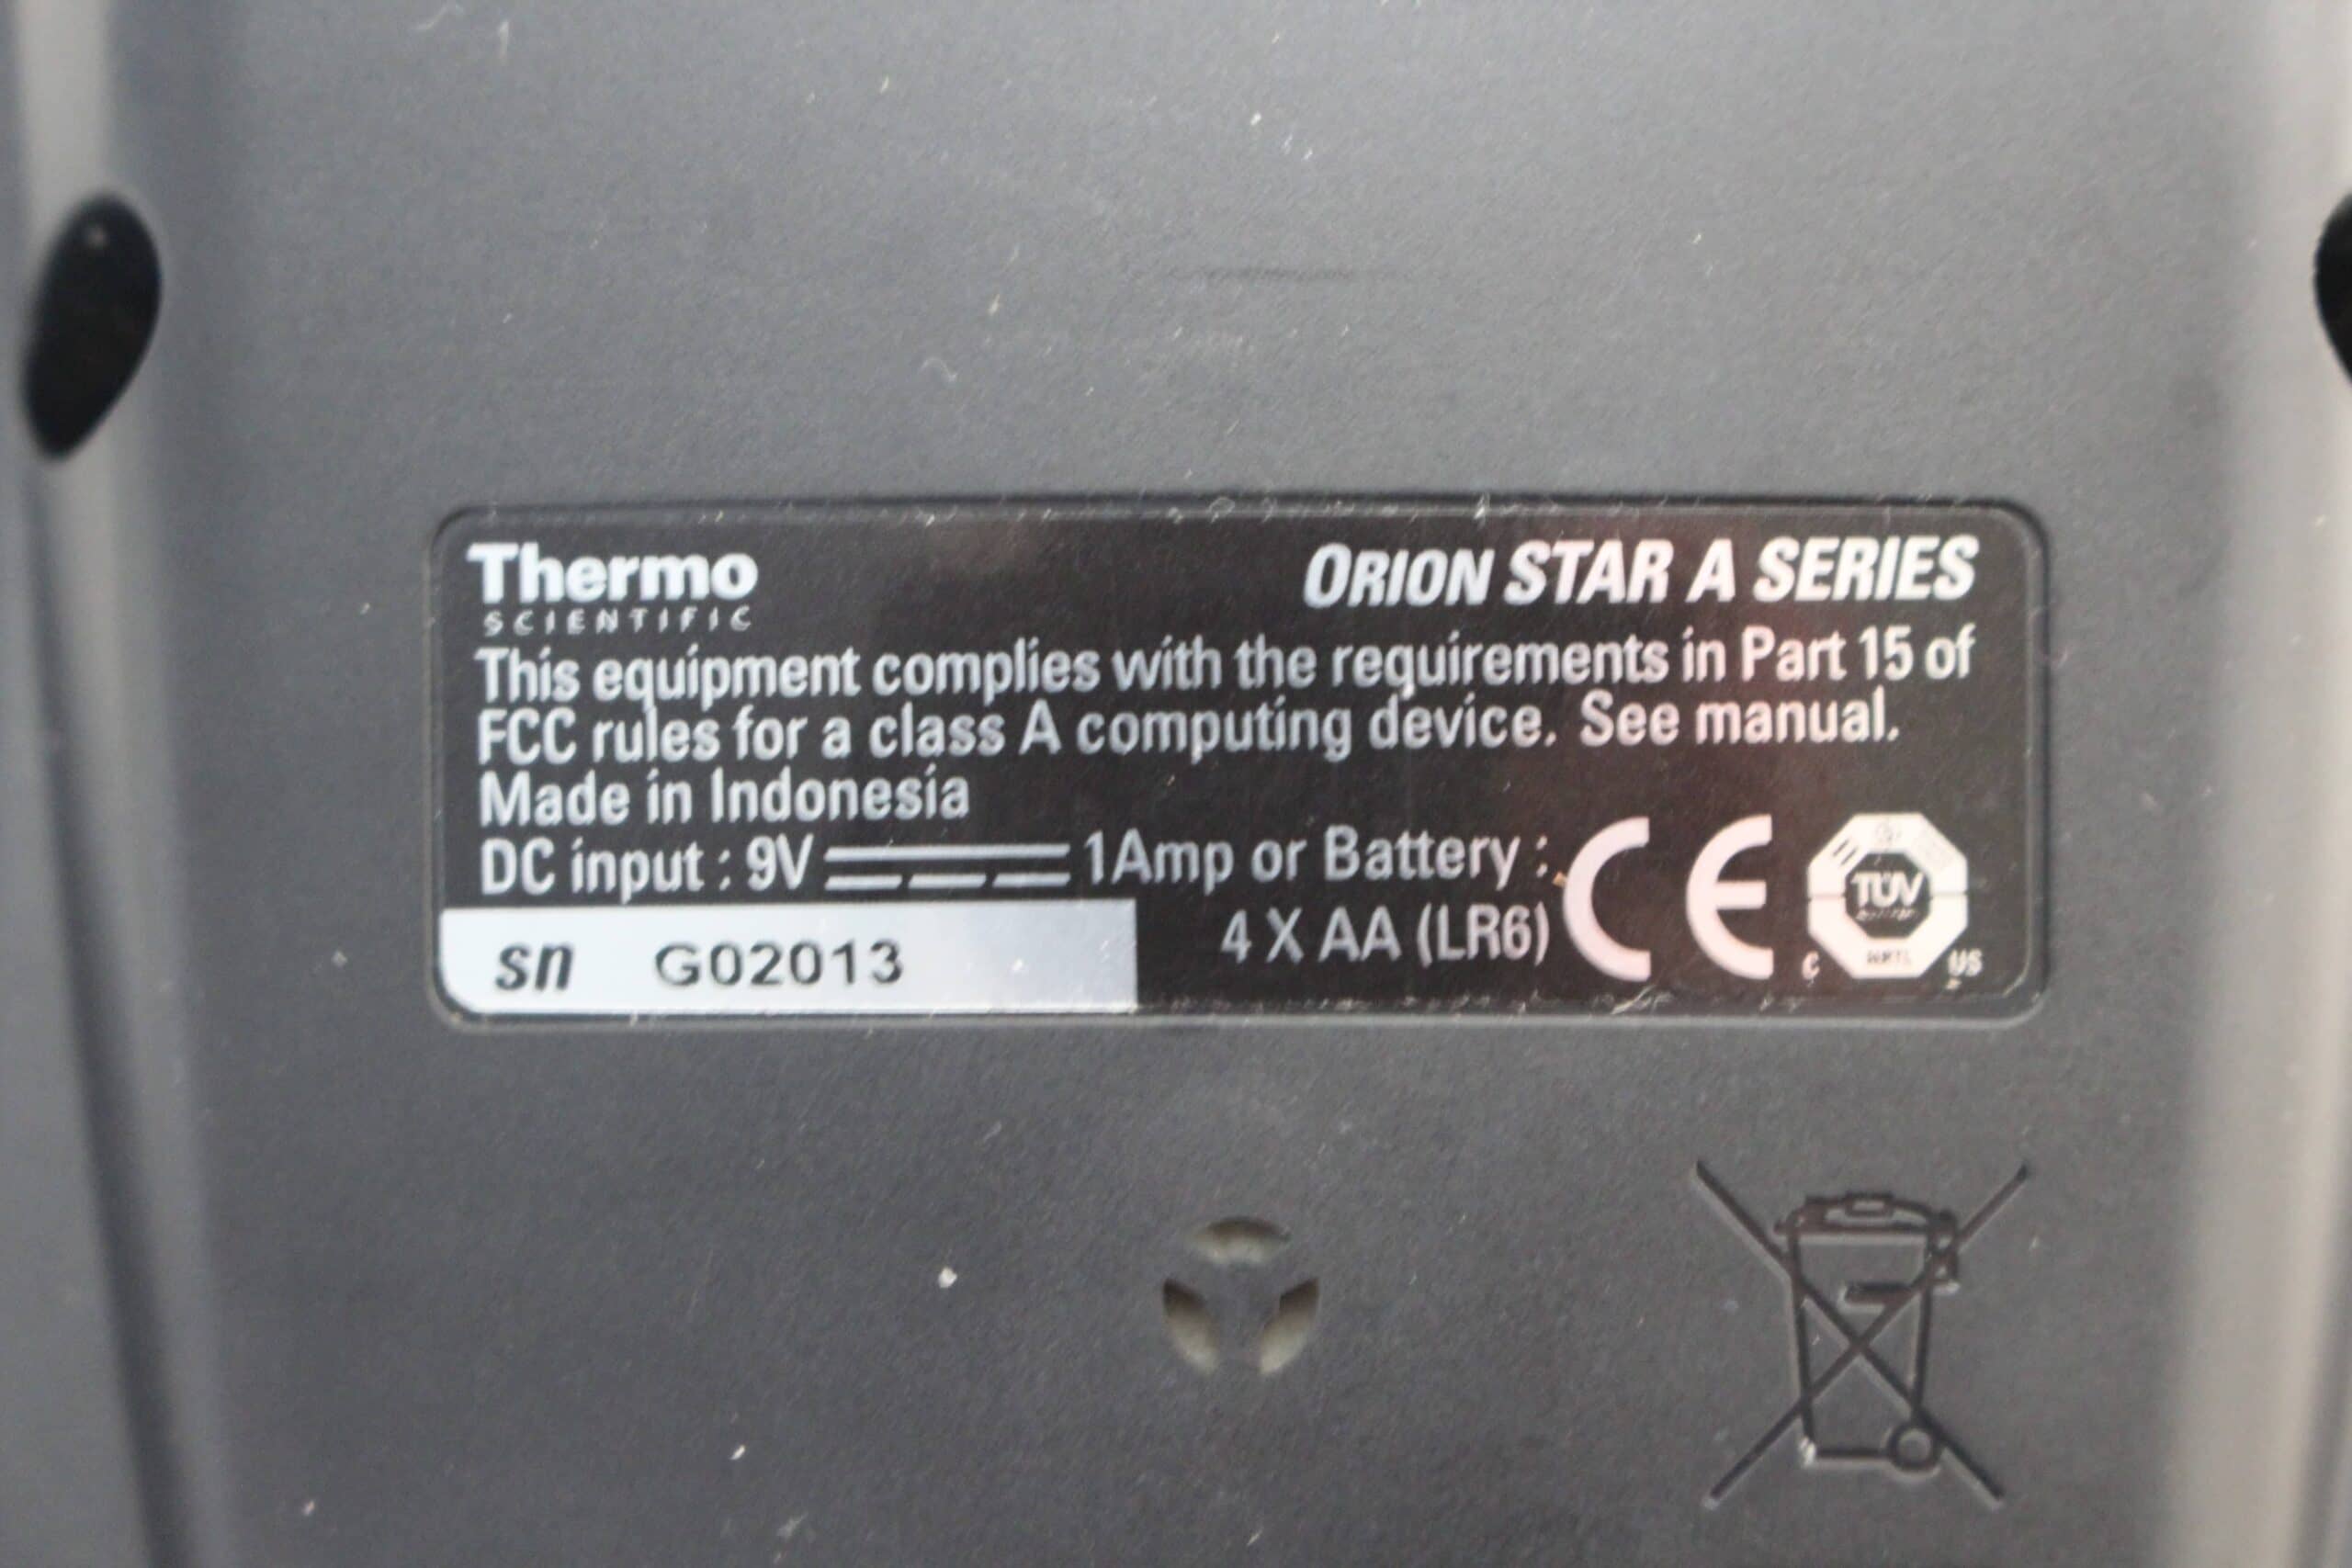 Thermo
SCIENTIFIC
ORION STAR A SERIES
This equipment complies with the requirements in Part 15 of
FCC rules for a class A computing device. See manual.
Made in Indonesia
DC input : 9V 1Amp or Battery :
4 X AA (LR6)
CE
TÜV
C US
sn G02013